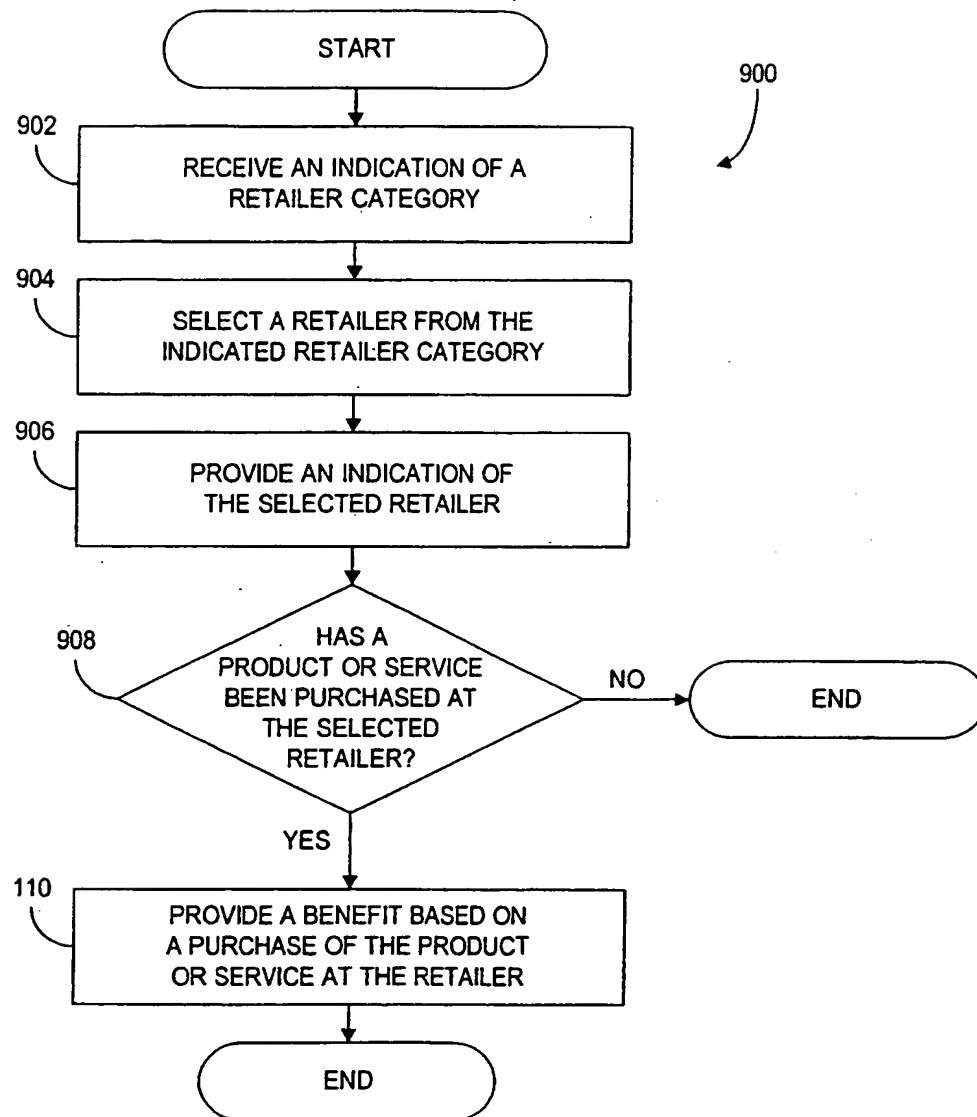 START
900
902
RECEIVE AN INDICATION OF A
RETAILER CATEGORY
904
SELECT A RETAILER FROM THE
INDICATED RETAILER CATEGORY
906
PROVIDE AN INDICATION OF
THE SELECTED RETAILER
908
HAS A
PRODUCT OR SERVICE
BEEN PURCHASED AT
THE SELECTED
RETAILER?
NO
END
YES
110
PROVIDE A BENEFIT BASED ON
A PURCHASE OF THE PRODUCT
OR SERVICE AT THE RETAILER
END